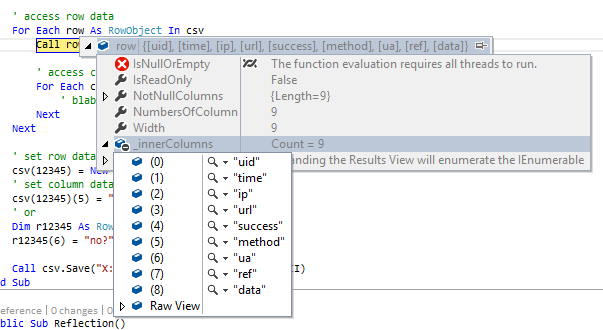 ' access row data
For Each row As RowObject In csv
Call row
row {[uid], [time], [ip], [url], [success], [method], [ua], [ref], [data]}
IsNullOrEmpty The function evaluation requires all threads to run.
IsReadOnly False
' access c
NotNullColumns {Length=9}
For Each c
NumbersOfColumn 9
' blab
Next
Width 9
Next
_innerColumns Count = 9
' set row data
anding the Results View will enumerate the IEnumerable
(0) "uid"
csv(12345) = New
(1) "time"
' set column data
(2) "ip"
csv(12345)(5) = "
(3) "url"
' or
(4) "success"
Dim r12345 As Row
(5) "method"
r12345(6) = "no?"
(6) "ua"
(7) "ref"
Call csv.Save("X: I)
(8) "data"
d Sub
Raw View
eference | 0 changes | 0
blic Sub Reflection()